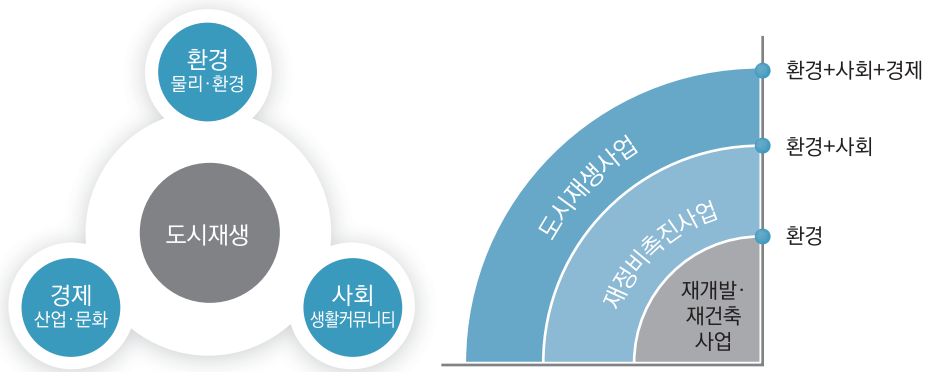 환경
물리·환경
도시재생
경제
산업·문화
사회
생활커뮤니티
도시재생사업
재정비촉진사업
재개발·
재건축
사업
환경+사회+경제
환경+사회
환경